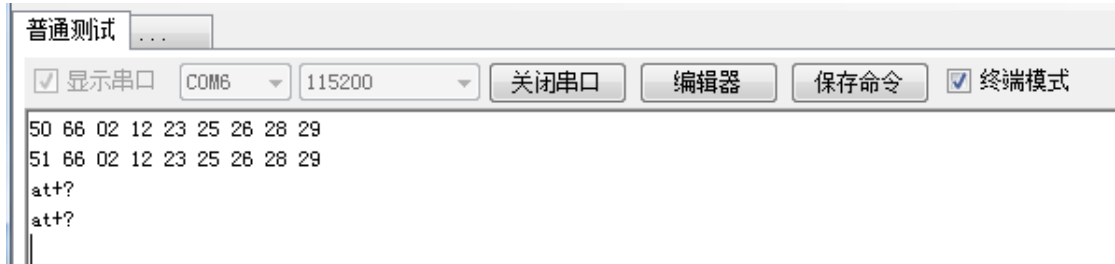 普通测试 ...
显示串口 COM6 115200 关闭串口 编辑器 保存命令 终端模式
50 66 02 12 23 25 26 28 29
51 66 02 12 23 25 26 28 29
at+?
at+?